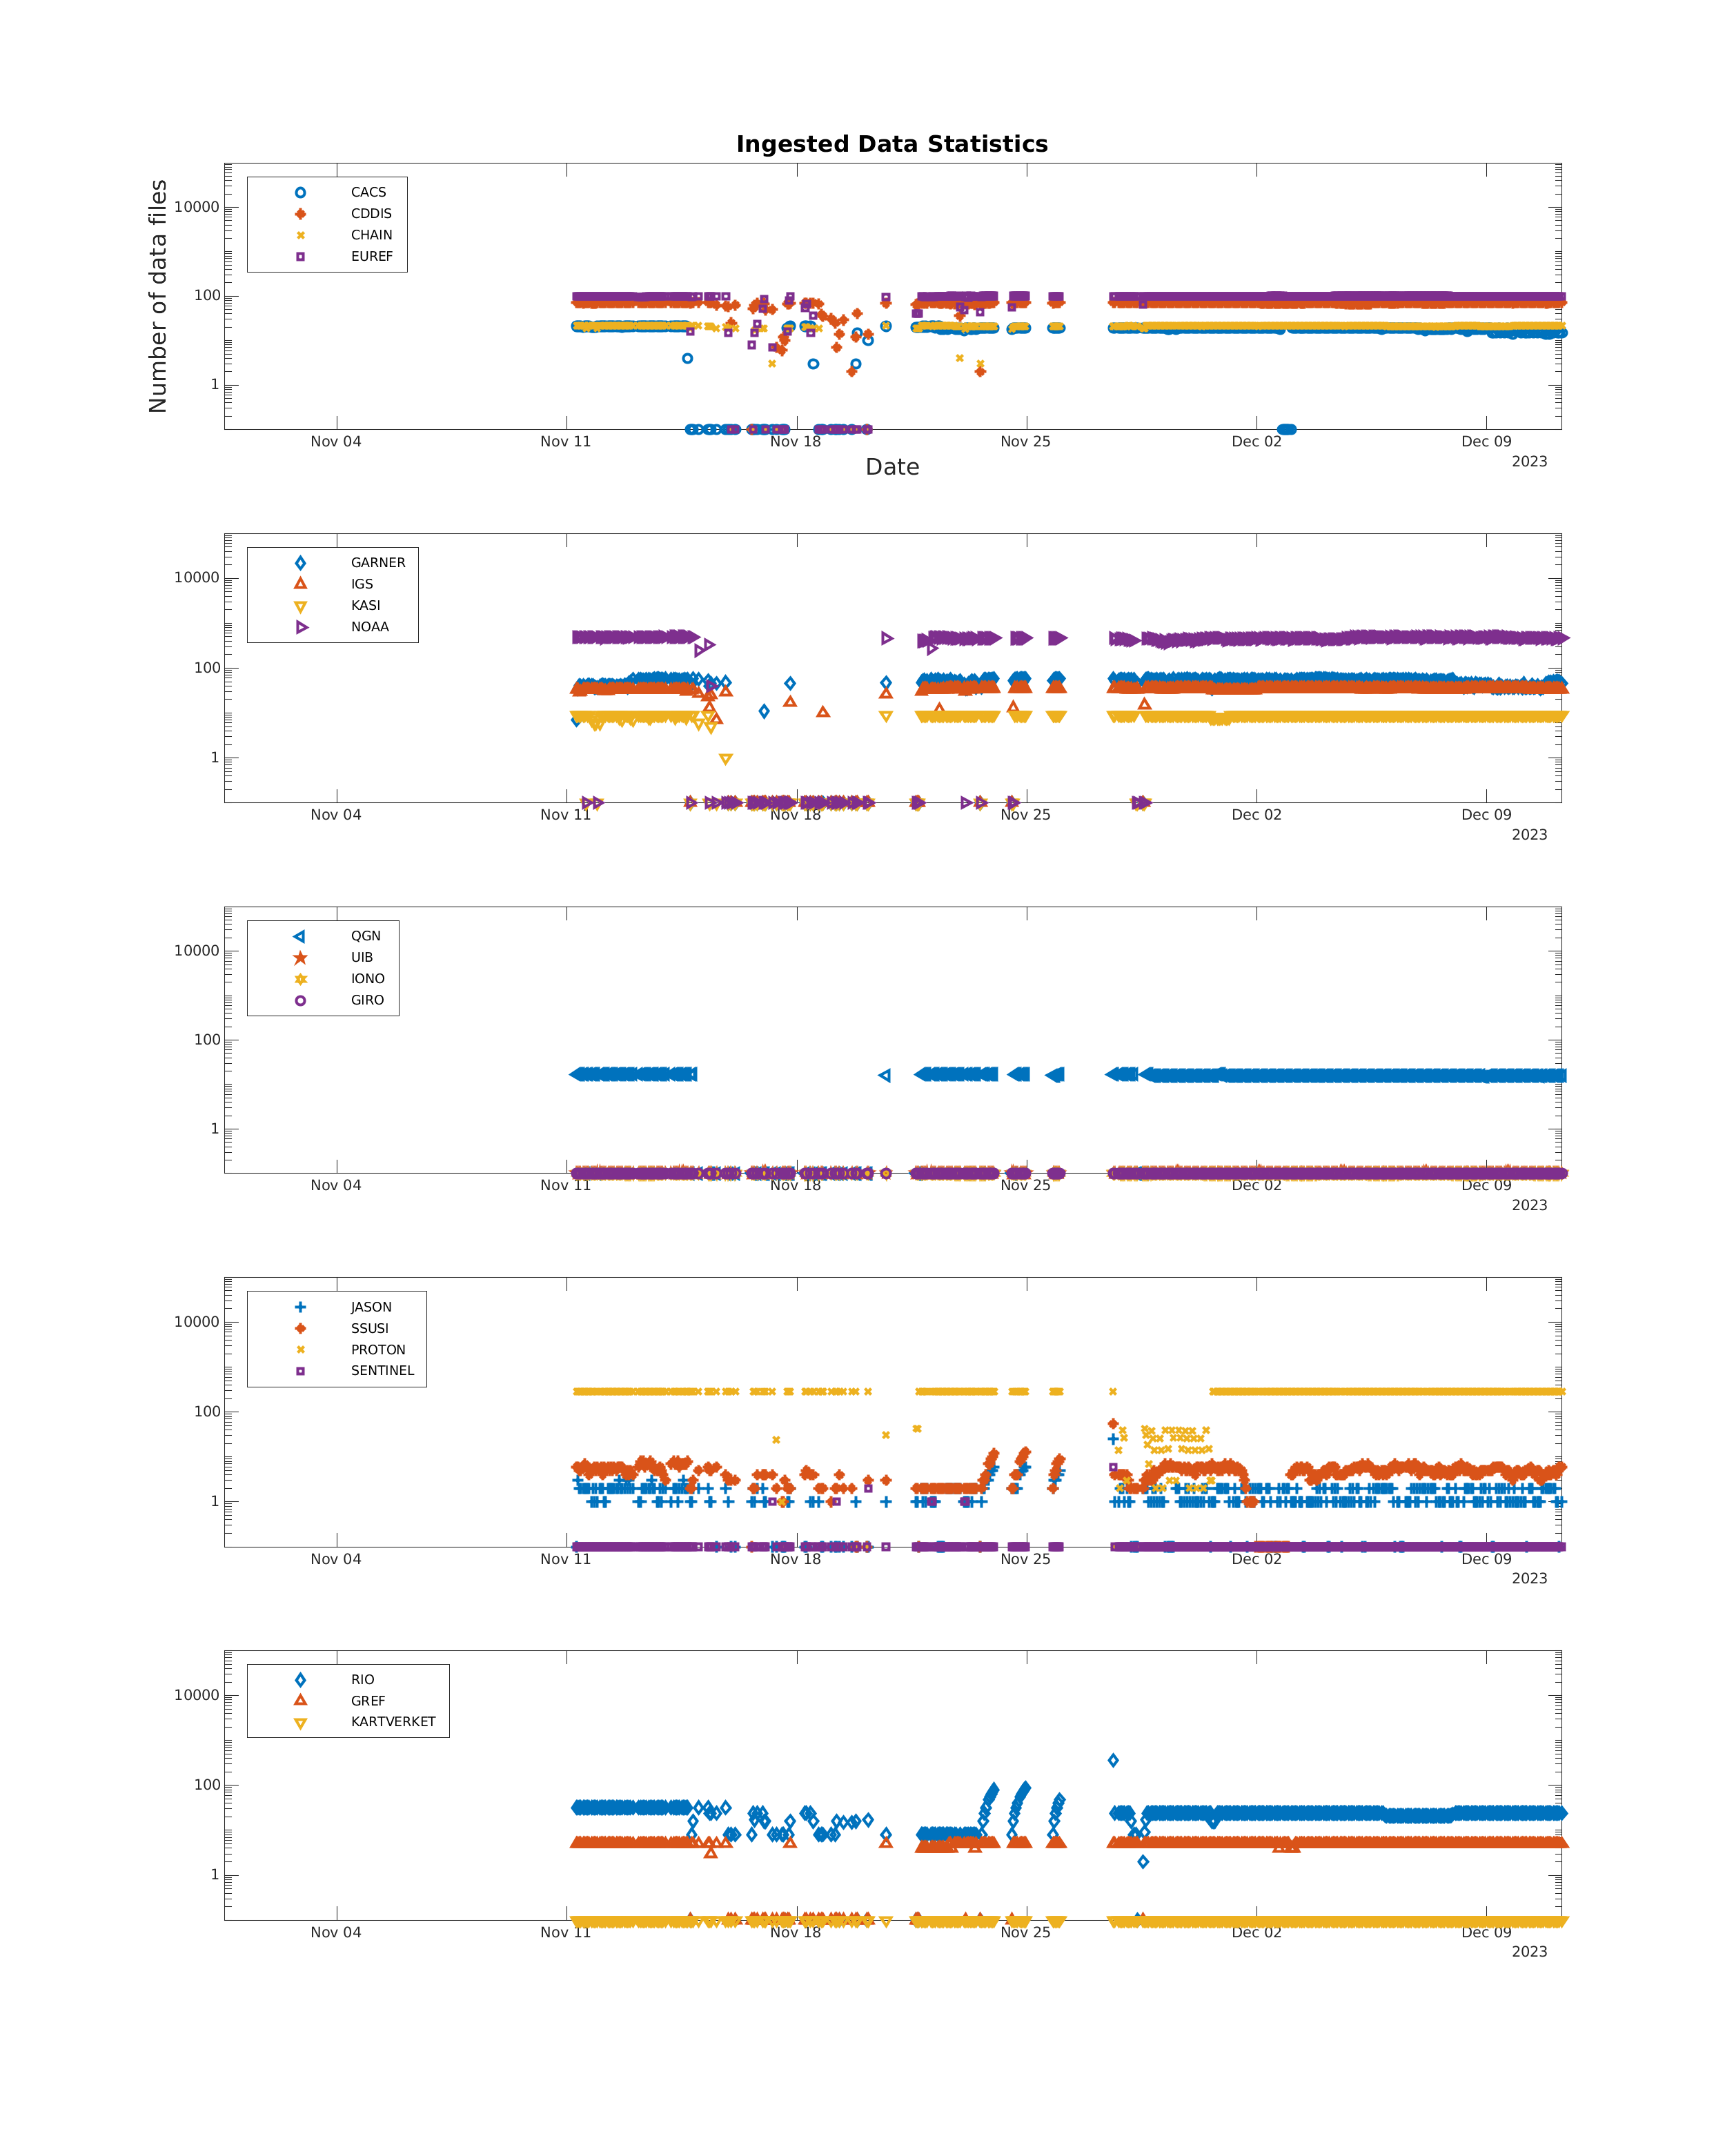 Ingested Data Statistics
Number of data files
10000
100
1
CACS
CDDIS
CHAIN
EUREF
Nov 04
Nov 11
Nov 18
Nov 25
Dec 02
Dec 09
2023
Date
10000
100
1
GARNER
IGS
KASI
NOAA
Nov 04
Nov 11
Nov 18
Nov 25
Dec 02
Dec 09
2023
10000
100
1
QGN
UIB
IONO
GIRO
Nov 04
Nov 11
Nov 18
Nov 25
Dec 02
Dec 09
2023
10000
100
1
JASON
SSUSI
PROTON
SENTINEL
Nov 04
Nov 11
Nov 18
Nov 25
Dec 02
Dec 09
2023
10000
100
1
RIO
GREF
KARTVERKET
Nov 04
Nov 11
Nov 18
Nov 25
Dec 02
Dec 09
2023